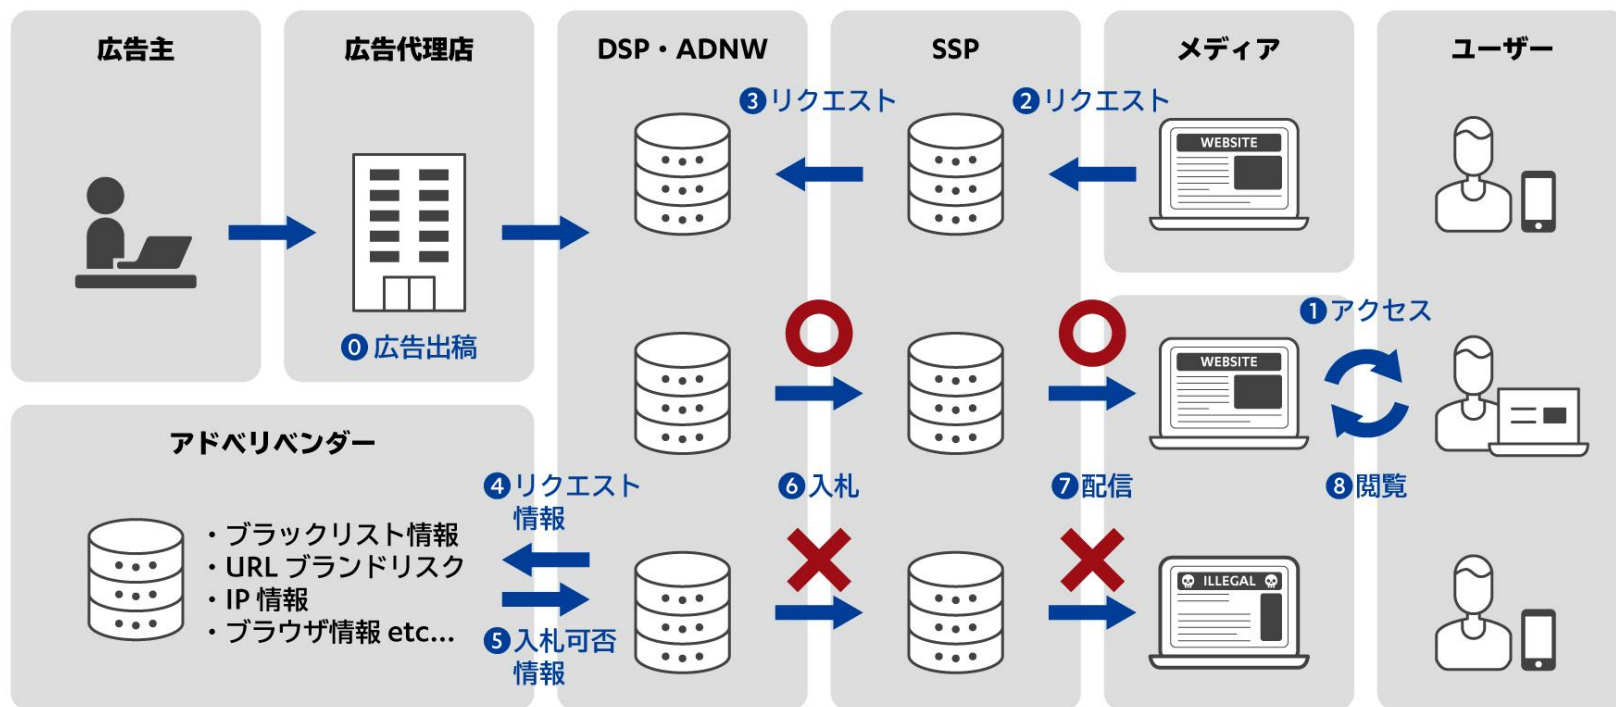 広告主
広告代理店
DSP・ADNW
SSP
メディア
ユーザー
❸リクエスト
❷リクエスト
WEBSITE
⓿広告出稿
❶アクセス
WEBSITE
アドベリベンダー
・ブラックリスト情報
・URL ブランドリスク
・IP 情報
・ブラウザ情報 etc...
❹リクエスト
情報
❺入札可否
情報
❻入札
❼配信
❽閲覧
ILLEGAL